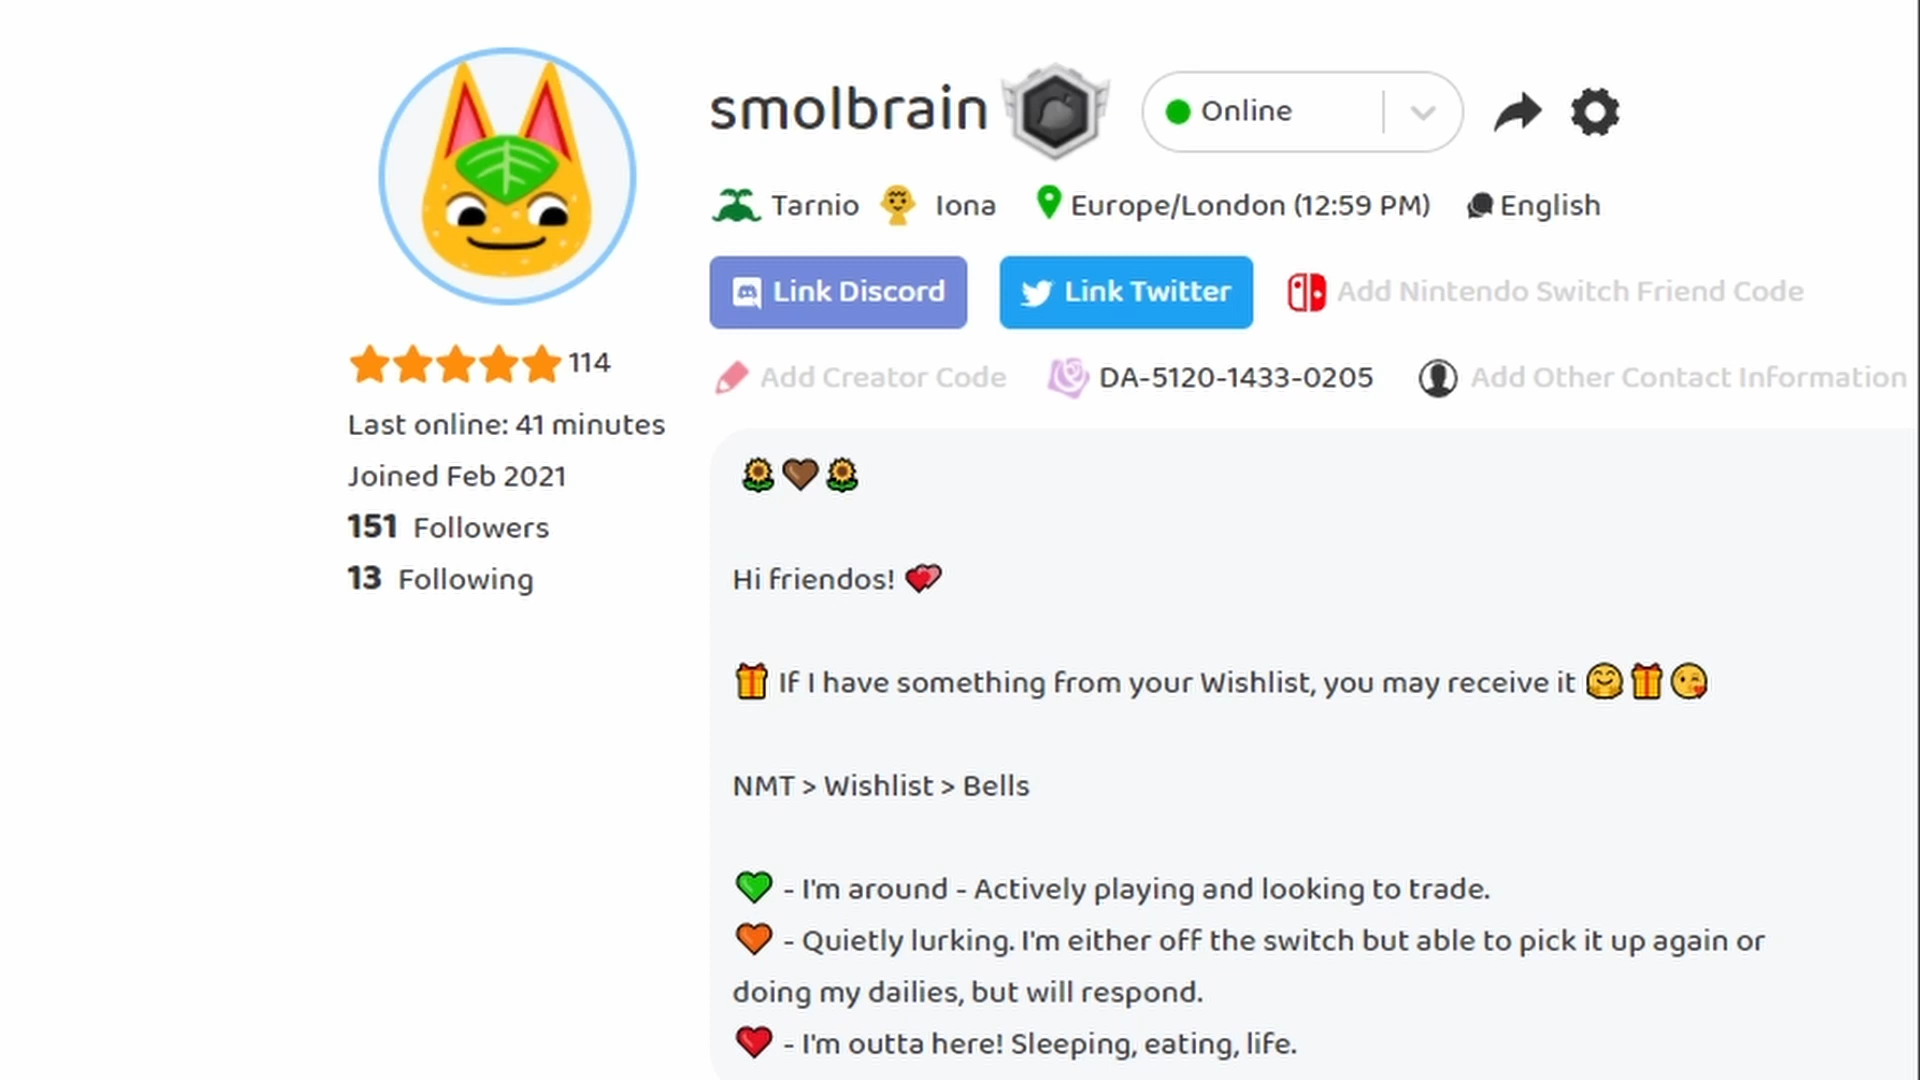 smolbrain
Online
Tarnio Iona Europe/London (12:59 PM) English
Link Discord Link Twitter Add Nintendo Switch Friend Code
Add Creator Code DA-5120-1433-0205 Add Other Contact Information
114
Last online: 41 minutes
Joined Feb 2021
151 Followers
13 Following
🌻🤎🌻
Hi friendos! 💕
🎁 If I have something from your Wishlist, you may receive it 🤗🎁😘
NMT > Wishlist > Bells
💚 - I'm around - Actively playing and looking to trade.
🧡 - Quietly lurking. I'm either off the switch but able to pick it up again or
doing my dailies, but will respond.
❤️ - I'm outta here! Sleeping, eating, life.